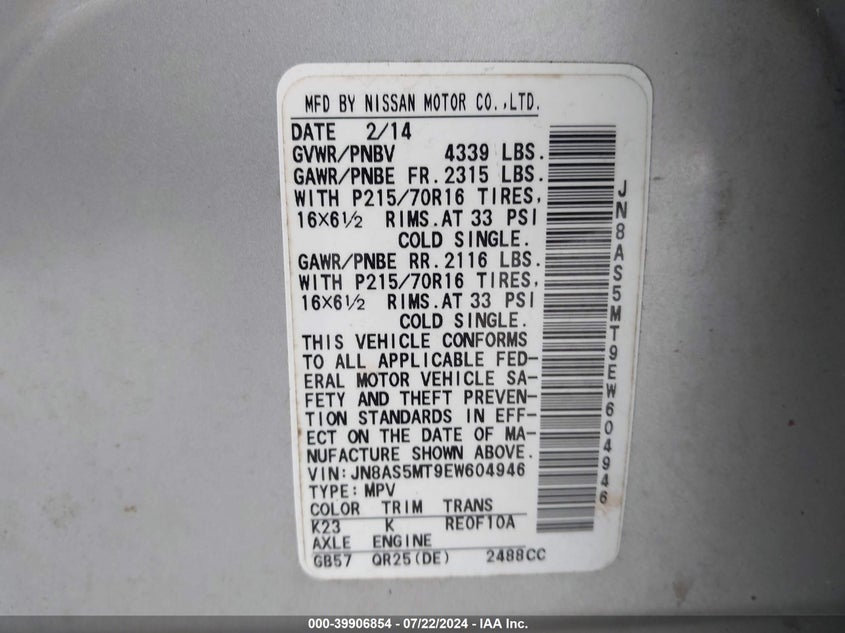 MFD BY NISSAN MOTOR CO.,LTD.
DATE 2/14
GVWR/PNBV 4339 LBS.
GAWR/PNBE FR. 2315 LBS.
WITH P215/70R16 TIRES,
16X6½ RIMS. AT 33 PSI
COLD SINGLE.
GAWR/PNBE RR. 2116 LBS.
WITH P215/70R16 TIRES,
16X6½ RIMS. AT 33 PSI
COLD SINGLE.
THIS VEHICLE CONFORMS
TO ALL APPLICABLE FED-
ERAL MOTOR VEHICLE SA-
FETY AND THEFT PREVEN-
TION STANDARDS IN EFF-
ECT ON THE DATE OF MA-
NUFACTURE SHOWN ABOVE.
VIN:JN8AS5MT9EW604946
TYPE: MPV
COLOR TRIM TRANS
K23 K RE0F10A
AXLE ENGINE
GB57 QR25(DE) 2488CC
JN8AS5MT9EW604946
000-39906854 - 07/22/2024 - IAA Inc.